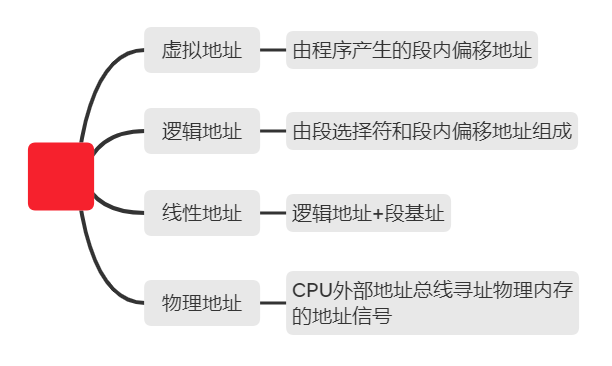 虚拟地址
由程序产生的段内偏移地址
逻辑地址
由段选择符和段内偏移地址组成
线性地址
逻辑地址+段基址
物理地址
CPU外部地址总线寻址物理内存
的地址信号